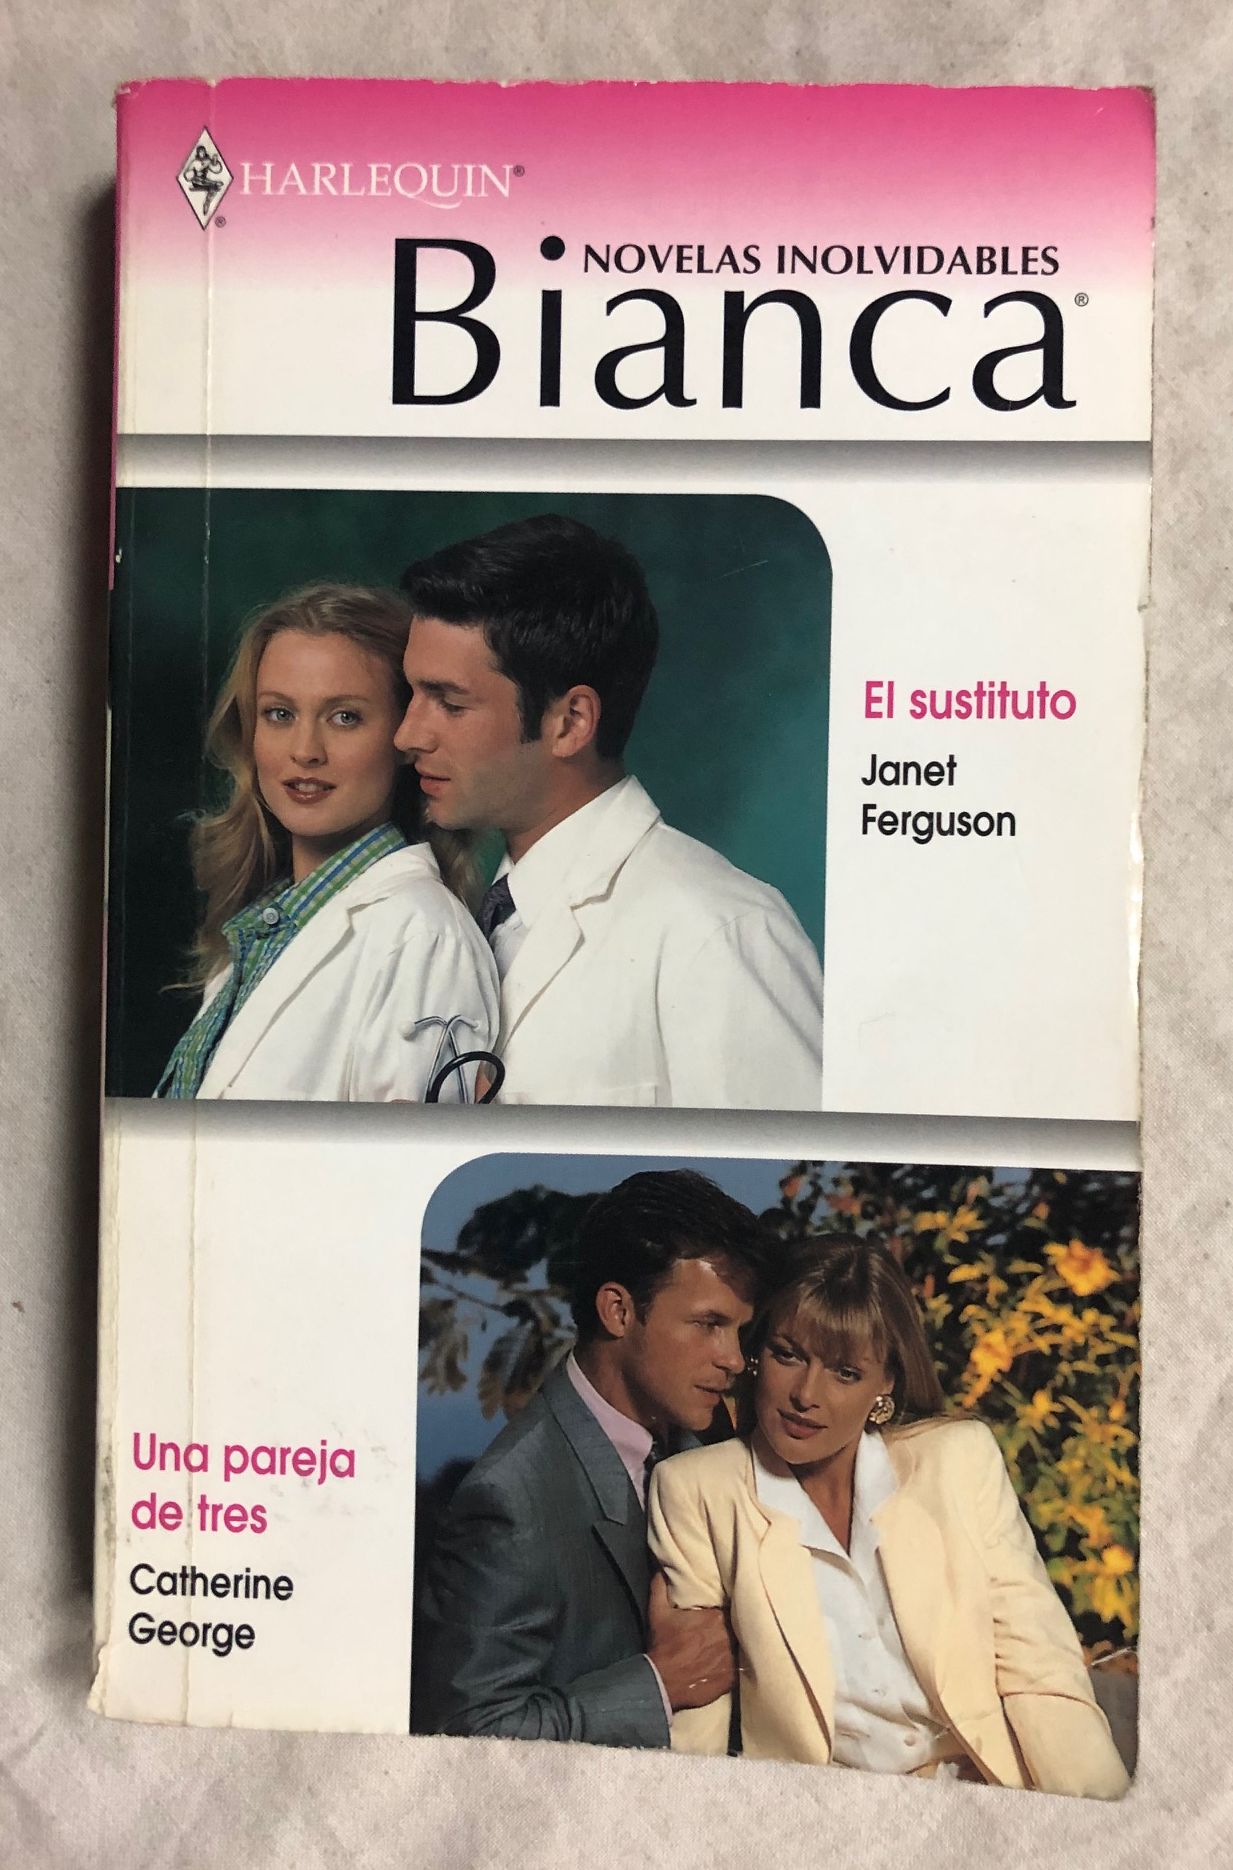 HARLEQUIN®
NOVELAS INOLVIDABLES
Bianca®
El sustituto
Janet
Ferguson
Una pareja
de tres
Catherine
George